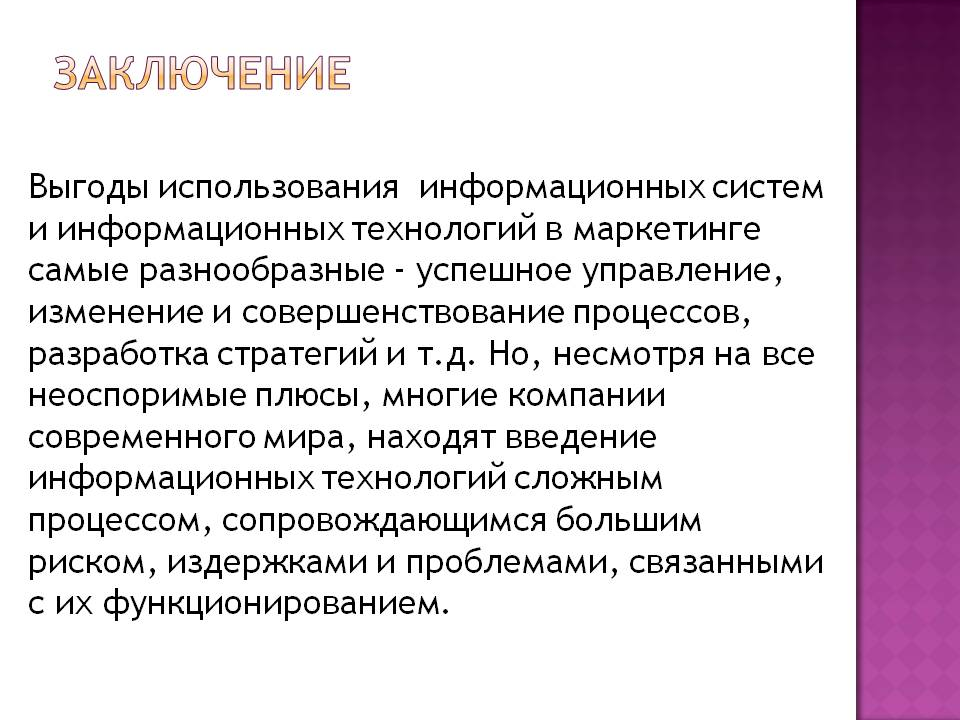 ЗАКЛЮЧЕНИЕ
Выгоды использования  информационных систем
и информационных технологий в маркетинге
самые разнообразные - успешное управление,
изменение и совершенствование процессов,
разработка стратегий и т.д. Но, несмотря на все
неоспоримые плюсы, многие компании
современного мира, находят введение
информационных технологий сложным
процессом, сопровождающимся большим
риском, издержками и проблемами, связанными
с их функционированием.